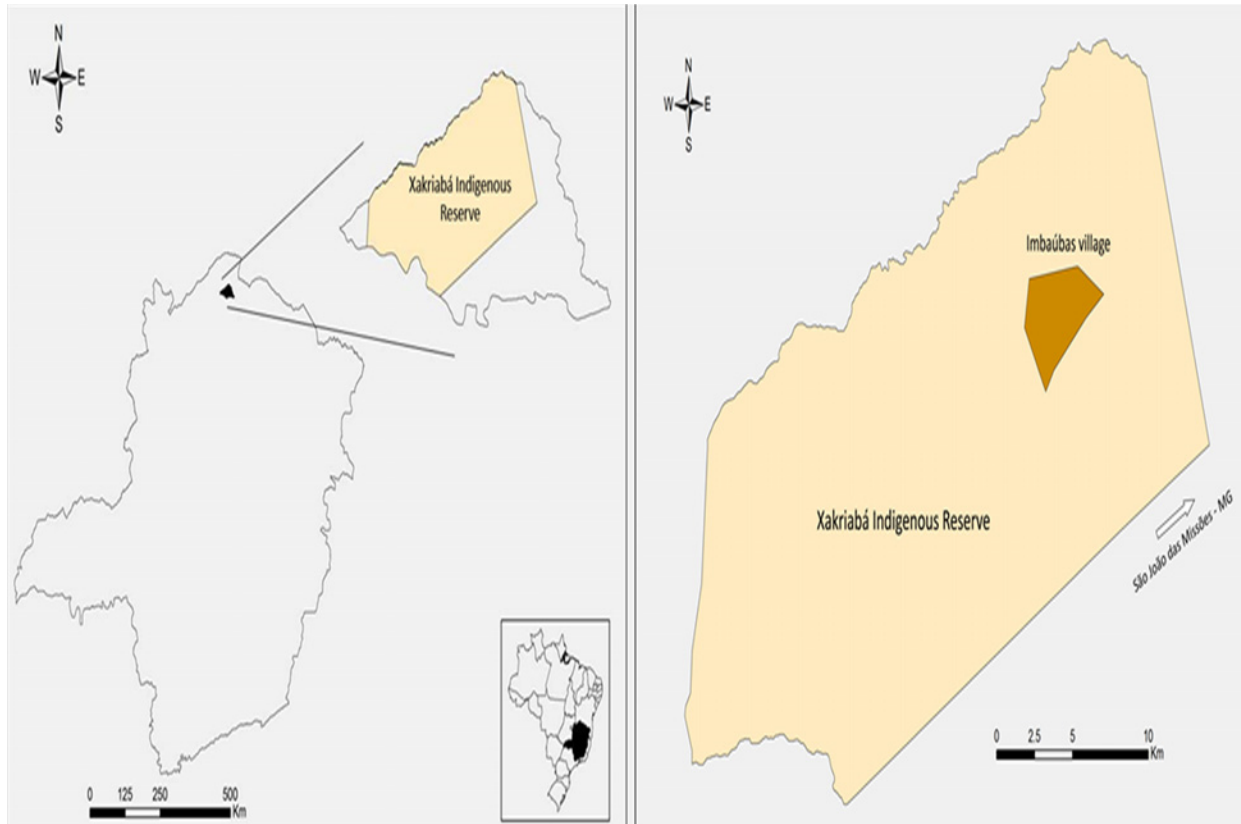 N
W E
S
Xakriabá Indigenous
Reserve
0 125 250 500
Km
N
W E
S
Imbaúbas village
Xakriabá Indigenous Reserve
São João das Missões - MG
0 2.5 5 10
Km